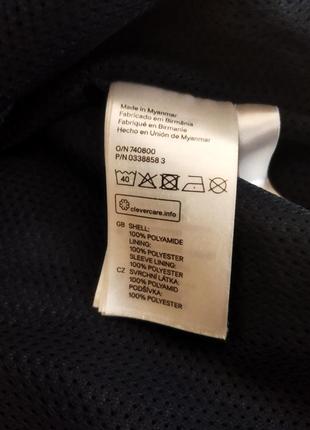 Made in Myanmar
Fabricado em Birmânia
Fabriqué en Birmanie
Hecho en Unión de Myanmar
O/N 740800
P/N 0338858 3
40
clevercare.info
GB SHELL:
100% POLYAMIDE
LINING:
100% POLYESTER
SLEEVE LINING:
100% POLYESTER
CZ SVRCHNÍ LÁTKA:
100% POLYAMID
PODŠÍVKA:
100% POLYESTER